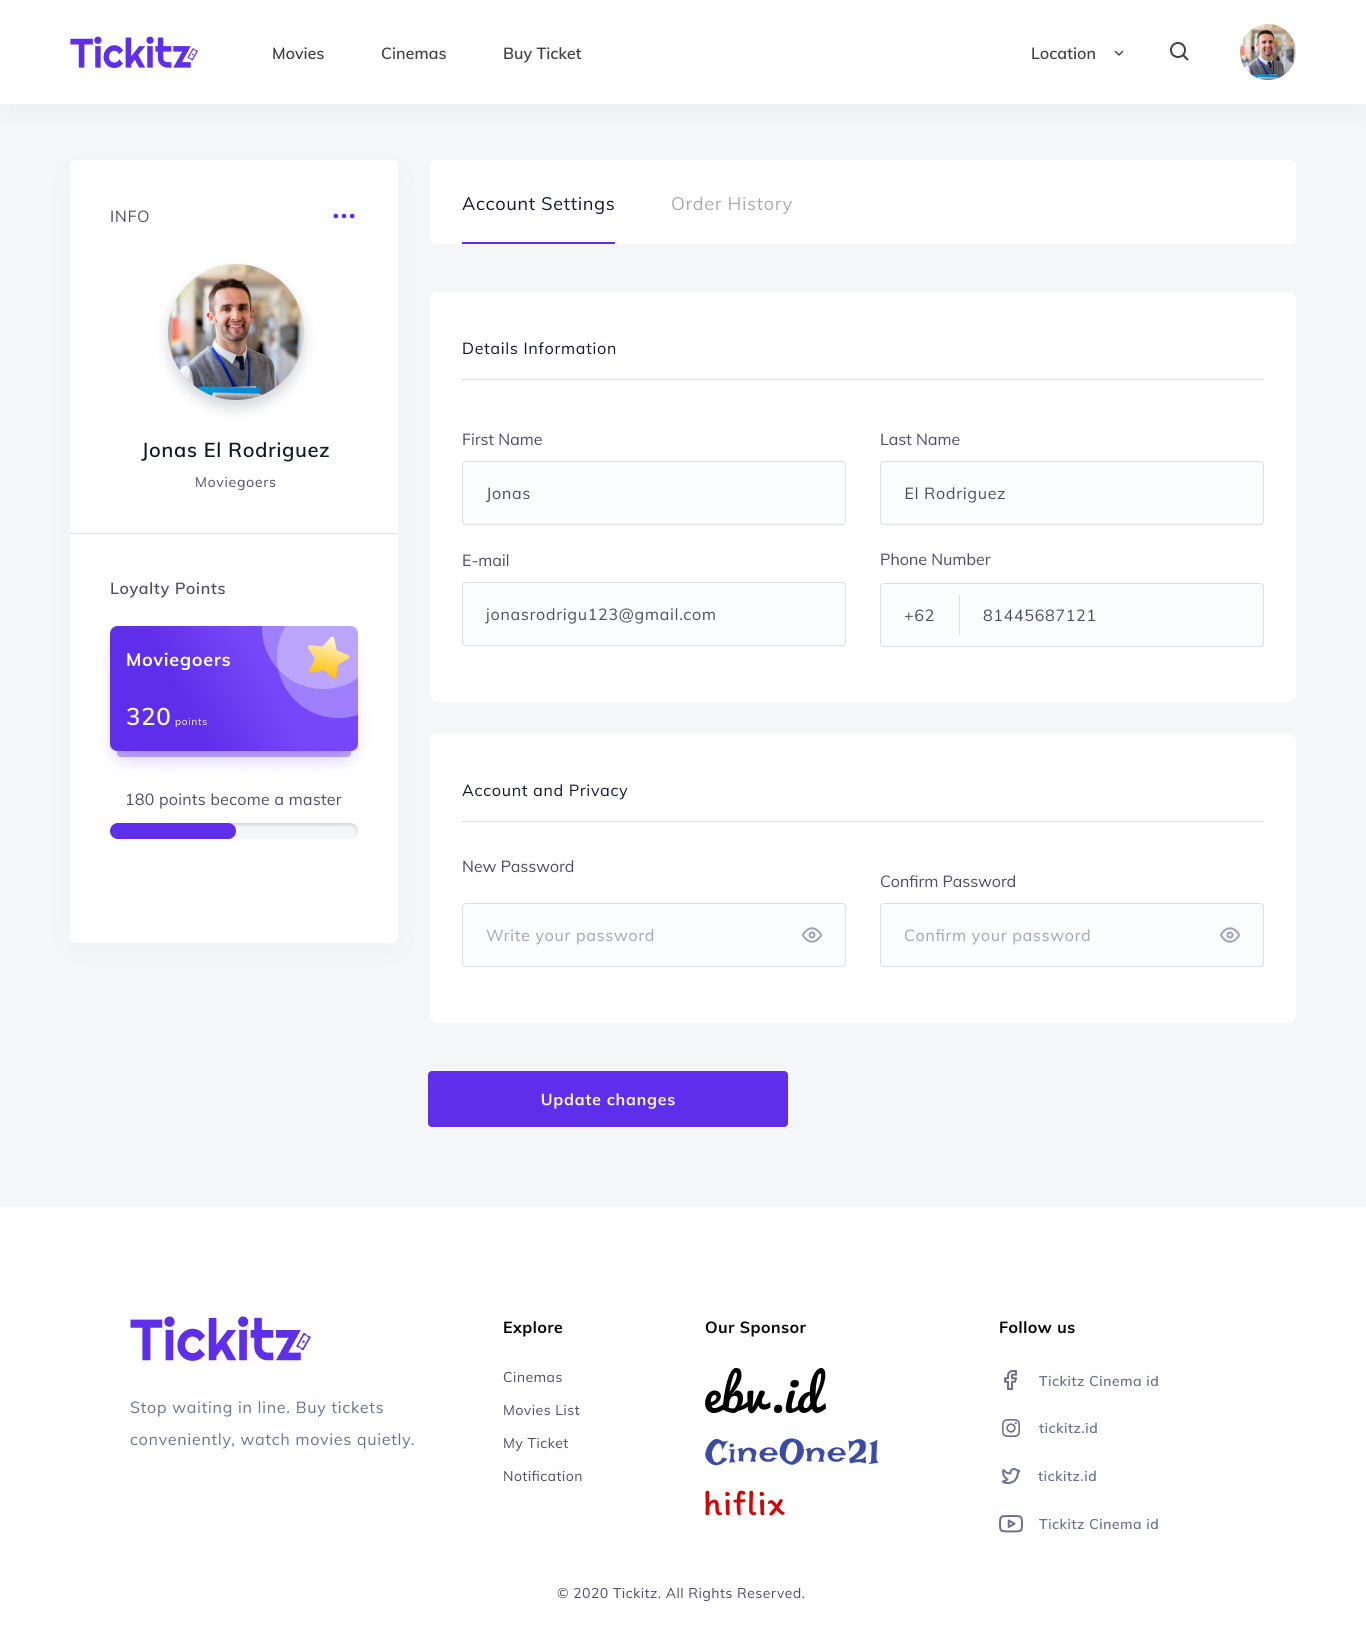 Tickitz
Movies
Cinemas
Buy Ticket
Location
INFO
Jonas El Rodriguez
Moviegoers
Loyalty Points
Moviegoers
320 points
180 points become a master
Account Settings
Order History
Details Information
First Name
Jonas
Last Name
El Rodriguez
E-mail
jonasrodrigu123@gmail.com
Phone Number
+62 81445687121
Account and Privacy
New Password
Write your password
Confirm Password
Confirm your password
Update changes
Tickitz
Stop waiting in line. Buy tickets
conveniently, watch movies quietly.
Explore
Cinemas
Movies List
My Ticket
Notification
Our Sponsor
ebv.id
CineOne21
hiflix
Follow us
Tickitz Cinema id
tickitz.id
tickitz.id
Tickitz Cinema id
© 2020 Tickitz. All Rights Reserved.